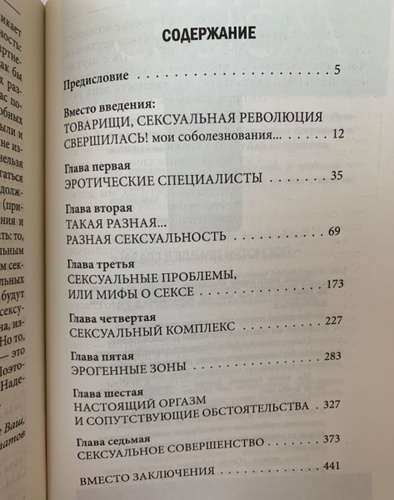 СОДЕРЖАНИЕ
Предисловие . . . . . . . . . . . . . . . . . . . . . . . 5
Вместо введения:
ТОВАРИЩИ, СЕКСУАЛЬНАЯ РЕВОЛЮЦИЯ
СВЕРШИЛАСЬ! мои соболезнования... . . . . . . 12
Глава первая
ЭРОТИЧЕСКИЕ СПЕЦИАЛИСТЫ . . . . . . . . 35
Глава вторая
ТАКАЯ РАЗНАЯ...
РАЗНАЯ СЕКСУАЛЬНОСТЬ . . . . . . . . . . . . 69
Глава третья
СЕКСУАЛЬНЫЕ ПРОБЛЕМЫ,
ИЛИ МИФЫ О СЕКСЕ . . . . . . . . . . . . . . . 173
Глава четвертая
СЕКСУАЛЬНЫЙ КОМПЛЕКС . . . . . . . . . . 227
Глава пятая
ЭРОГЕННЫЕ ЗОНЫ . . . . . . . . . . . . . . . . 283
Глава шестая
НАСТОЯЩИЙ ОРГАЗМ
И СОПУТСТВУЮЩИЕ ОБСТОЯТЕЛЬСТВА . 327
Глава седьмая
СЕКСУАЛЬНОЕ СОВЕРШЕНСТВО . . . . . . . 373
ВМЕСТО ЗАКЛЮЧЕНИЯ . . . . . . . . . . . . . 441